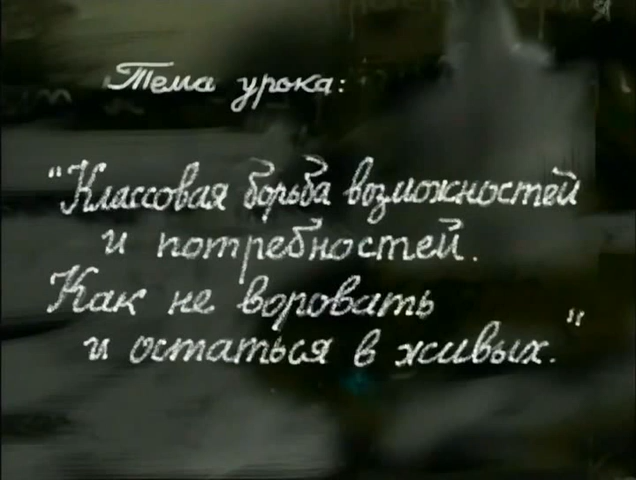 Тема урока:
"Классовая борьба возможностей
и потребностей.
Как не воровать
и остаться в живых."